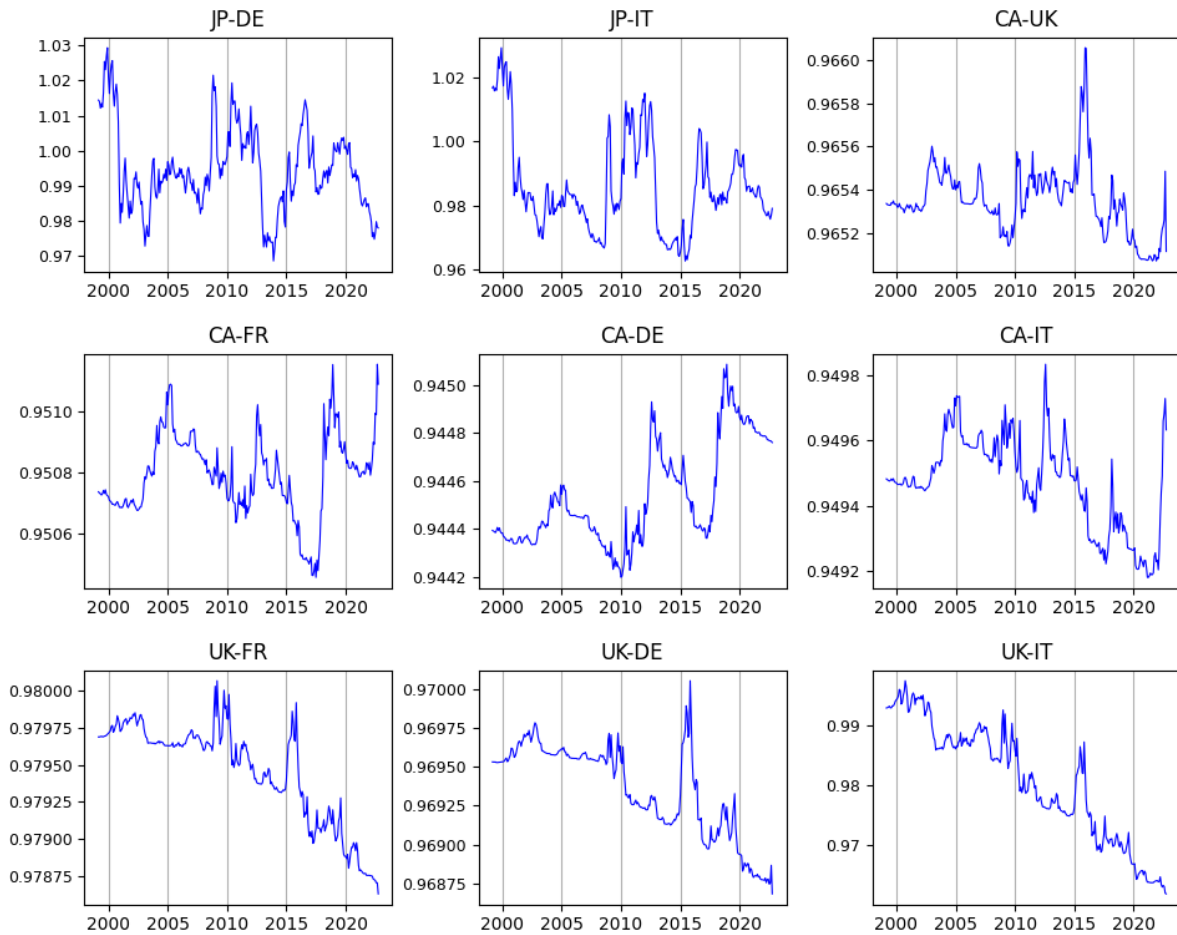 JP-DE
1.03
1.02
1.01
1.00
0.99
0.98
0.97
2000 2005 2010 2015 2020
JP-IT
1.02
1.00
0.98
0.96
2000 2005 2010 2015 2020
CA-UK
0.9660
0.9658
0.9656
0.9654
0.9652
2000 2005 2010 2015 2020
CA-FR
0.9510
0.9508
0.9506
2000 2005 2010 2015 2020
CA-DE
0.9450
0.9448
0.9446
0.9444
0.9442
2000 2005 2010 2015 2020
CA-IT
0.9498
0.9496
0.9494
0.9492
2000 2005 2010 2015 2020
UK-FR
0.98000
0.97975
0.97950
0.97925
0.97900
0.97875
2000 2005 2010 2015 2020
UK-DE
0.97000
0.96975
0.96950
0.96925
0.96900
0.96875
2000 2005 2010 2015 2020
UK-IT
0.99
0.98
0.97
2000 2005 2010 2015 2020